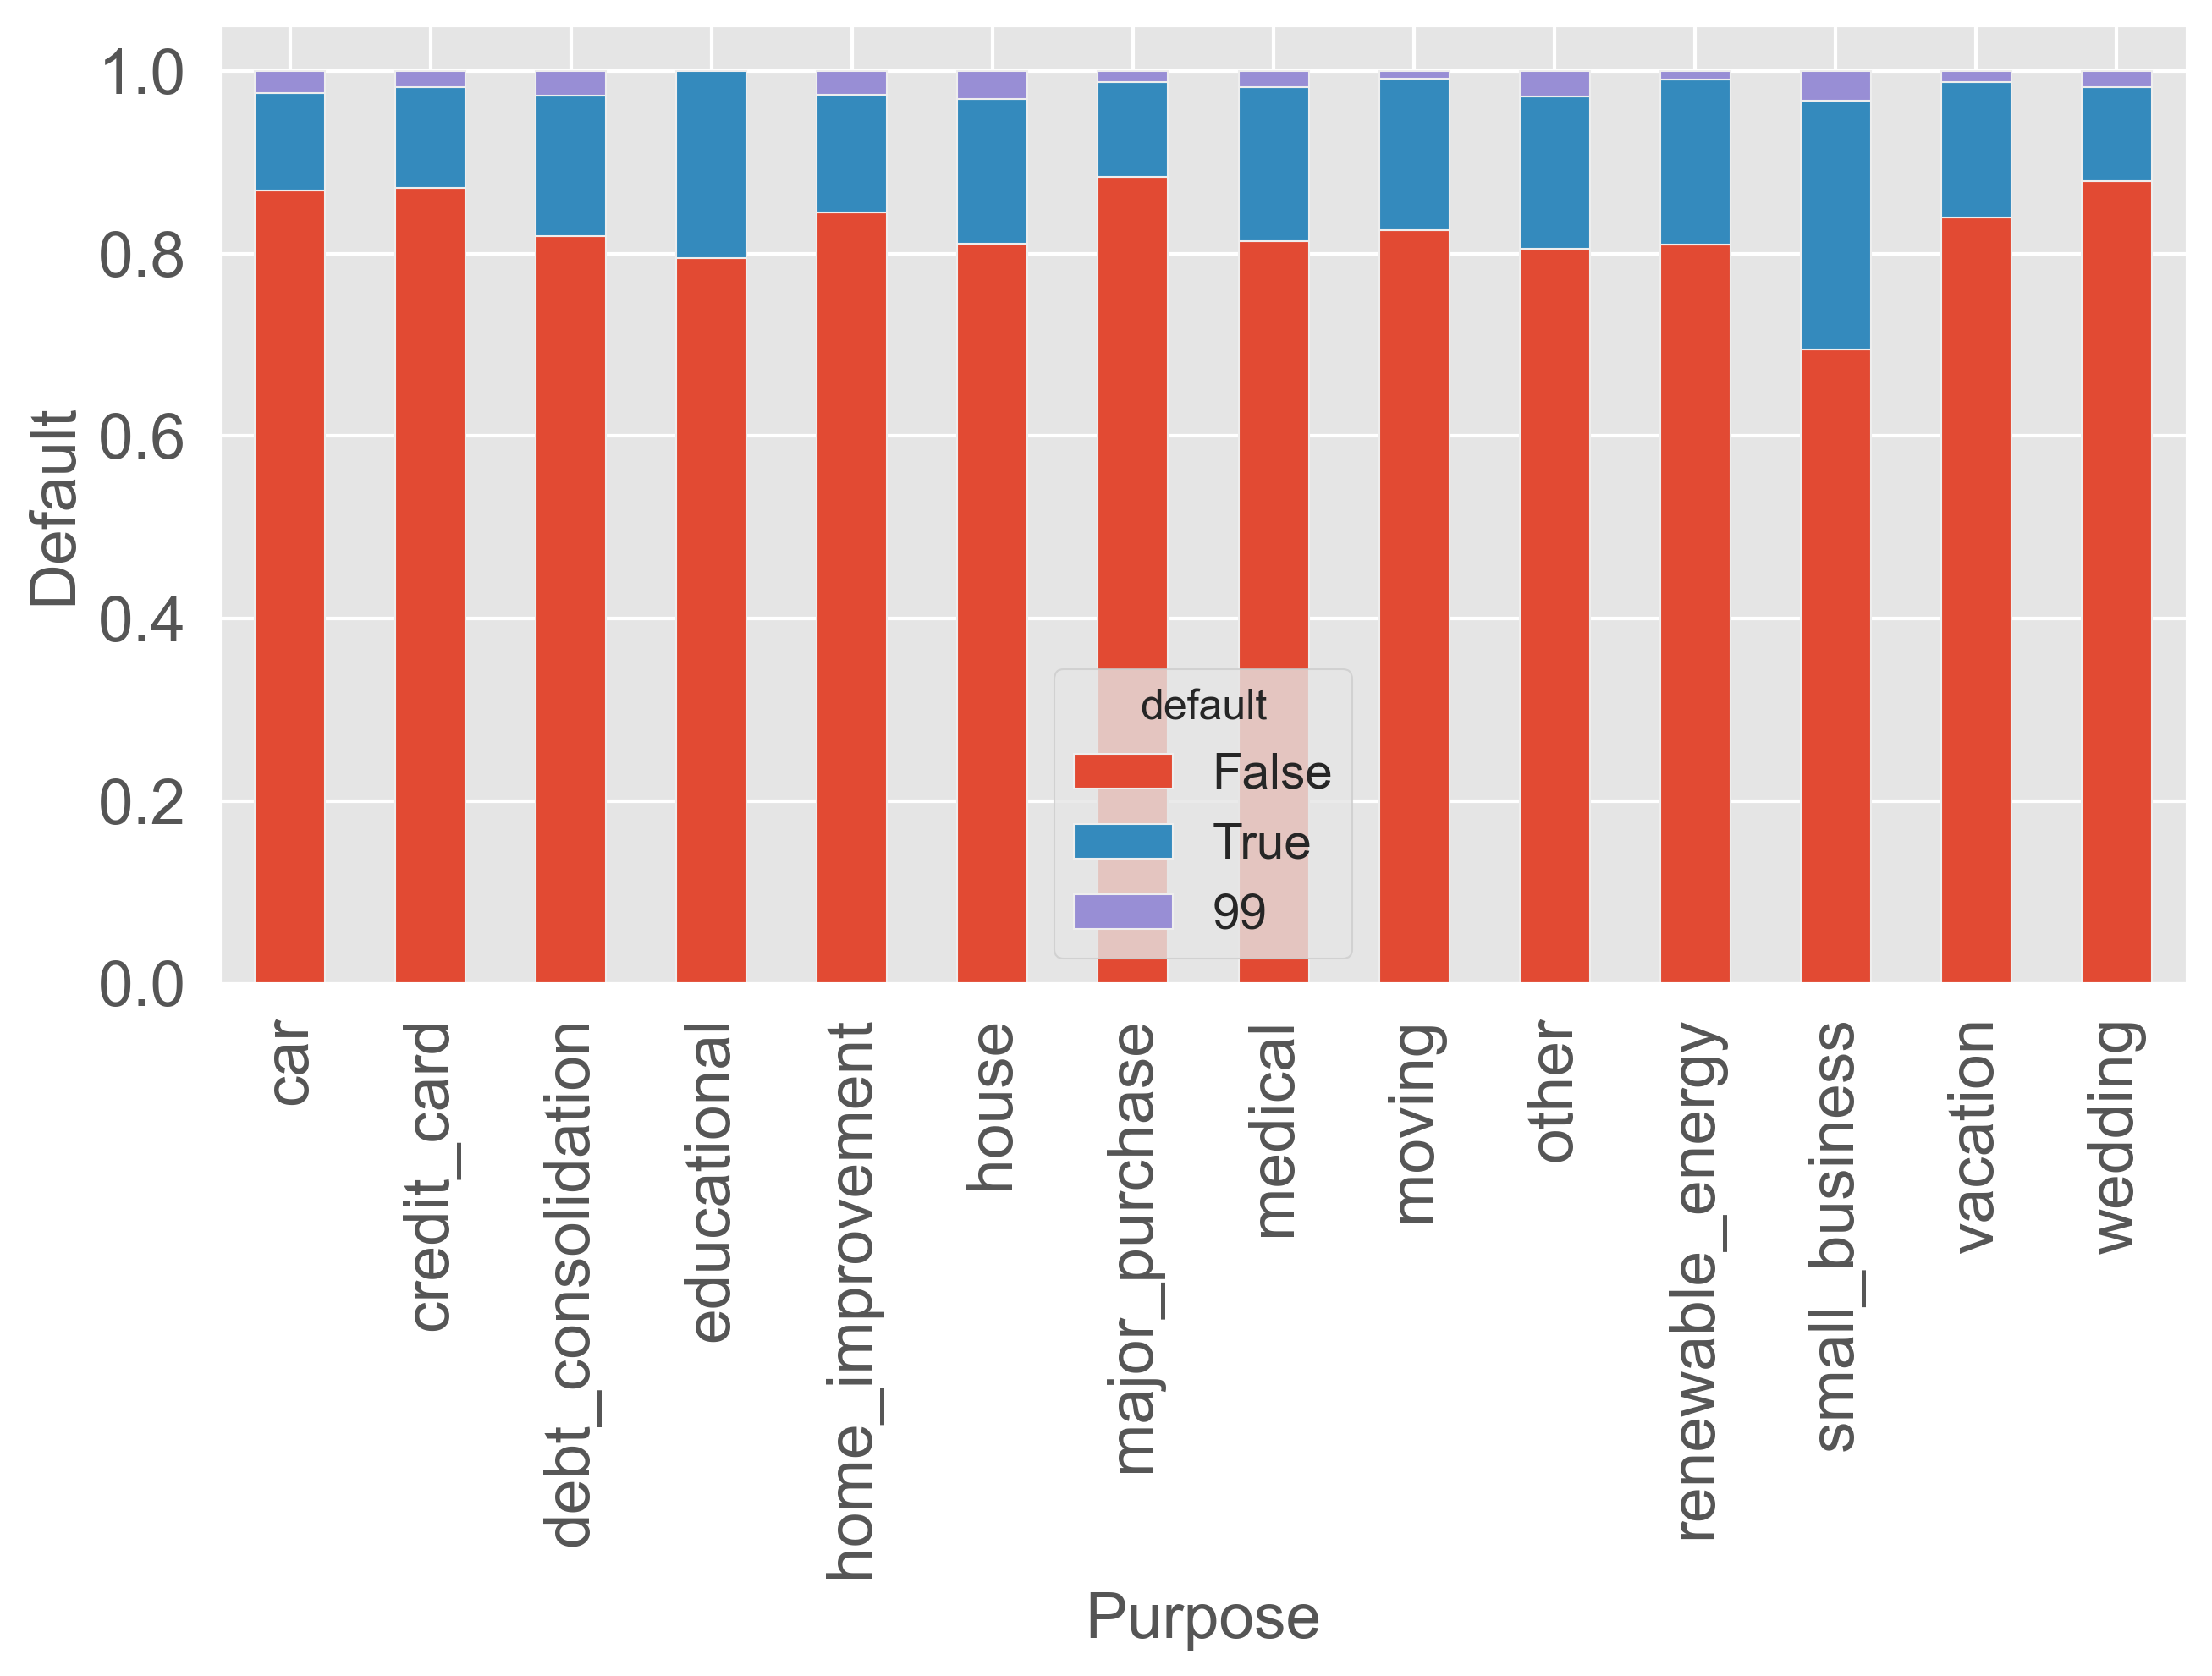 1.0
0.8
0.6
0.4
0.2
0.0
Default
default
False
True
99
car
credit_card
debt_consolidation
educational
home_improvement
house
major_purchase
medical
moving
other
renewable_energy
small_business
vacation
wedding
Purpose